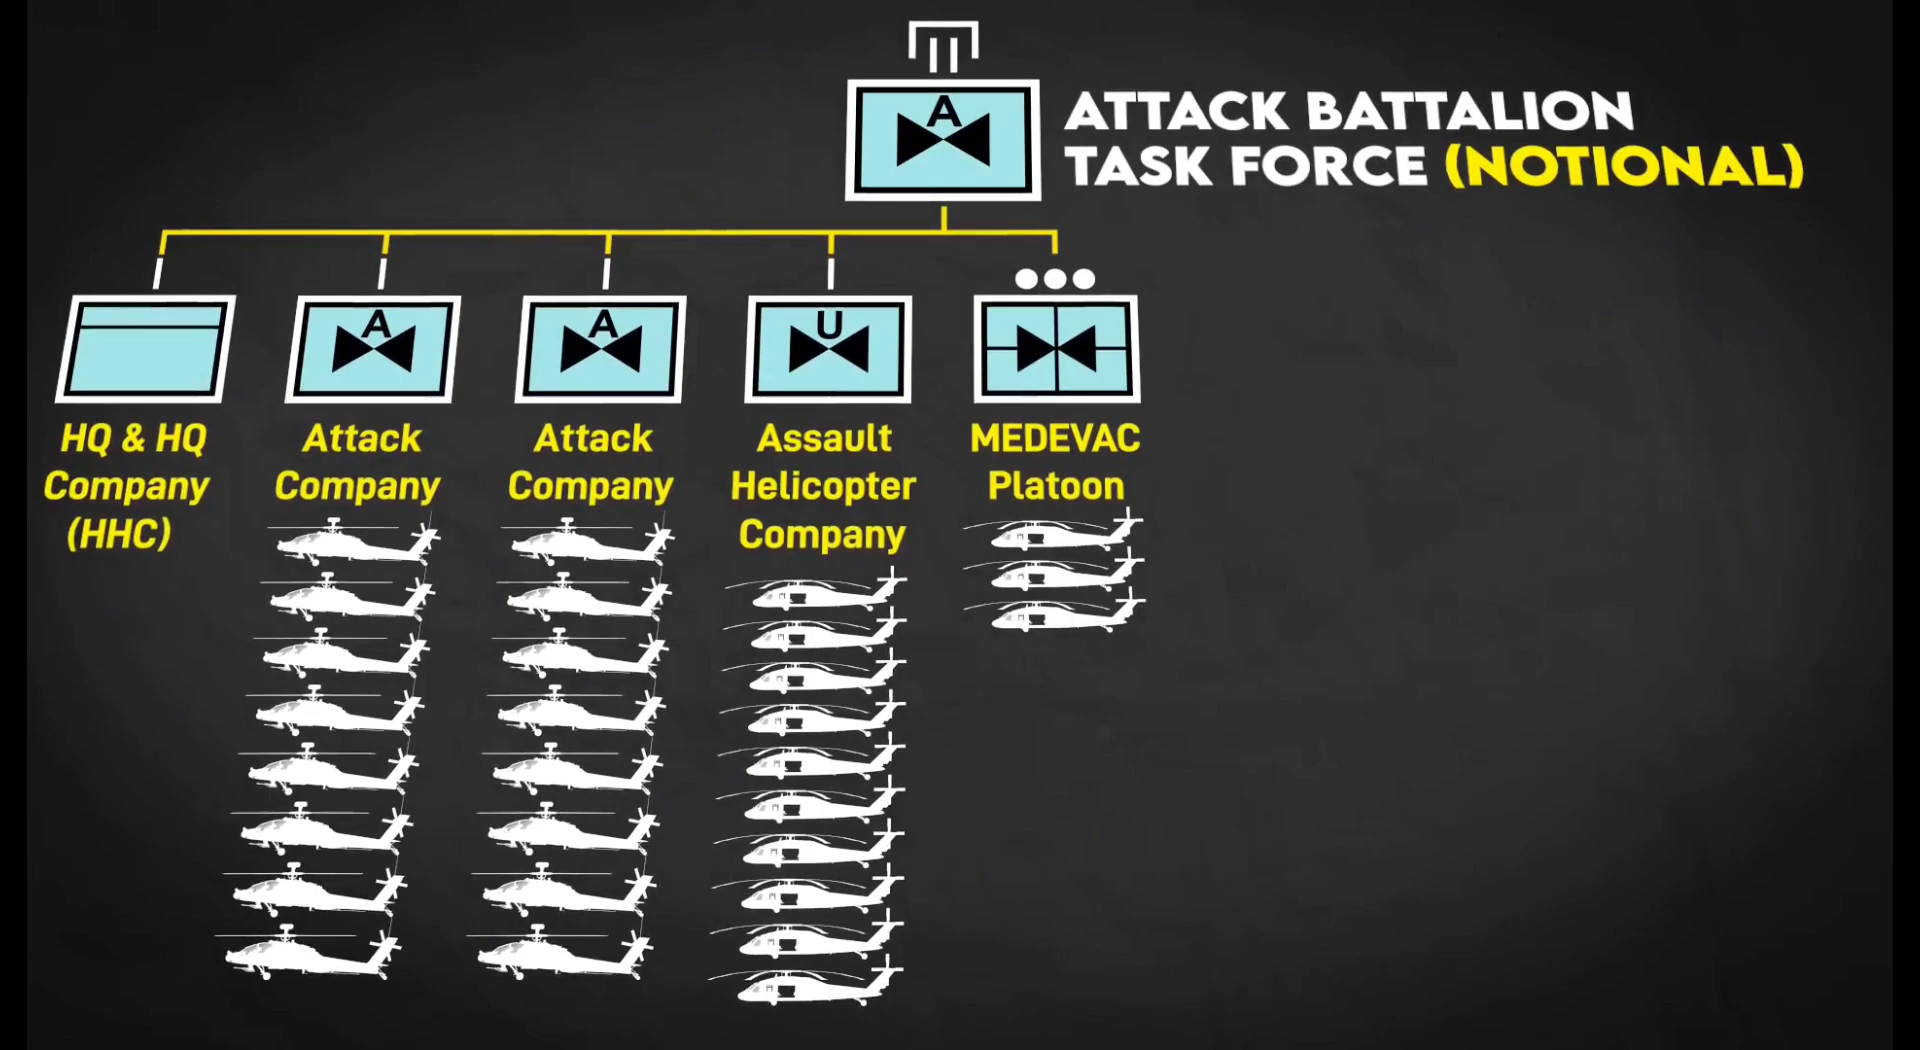 ATTACK BATTALION
TASK FORCE (NOTIONAL)
A
A
A
U
HQ & HQ
Company
(HHC)
Attack
Company
Attack
Company
Assault
Helicopter
Company
MEDEVAC
Platoon